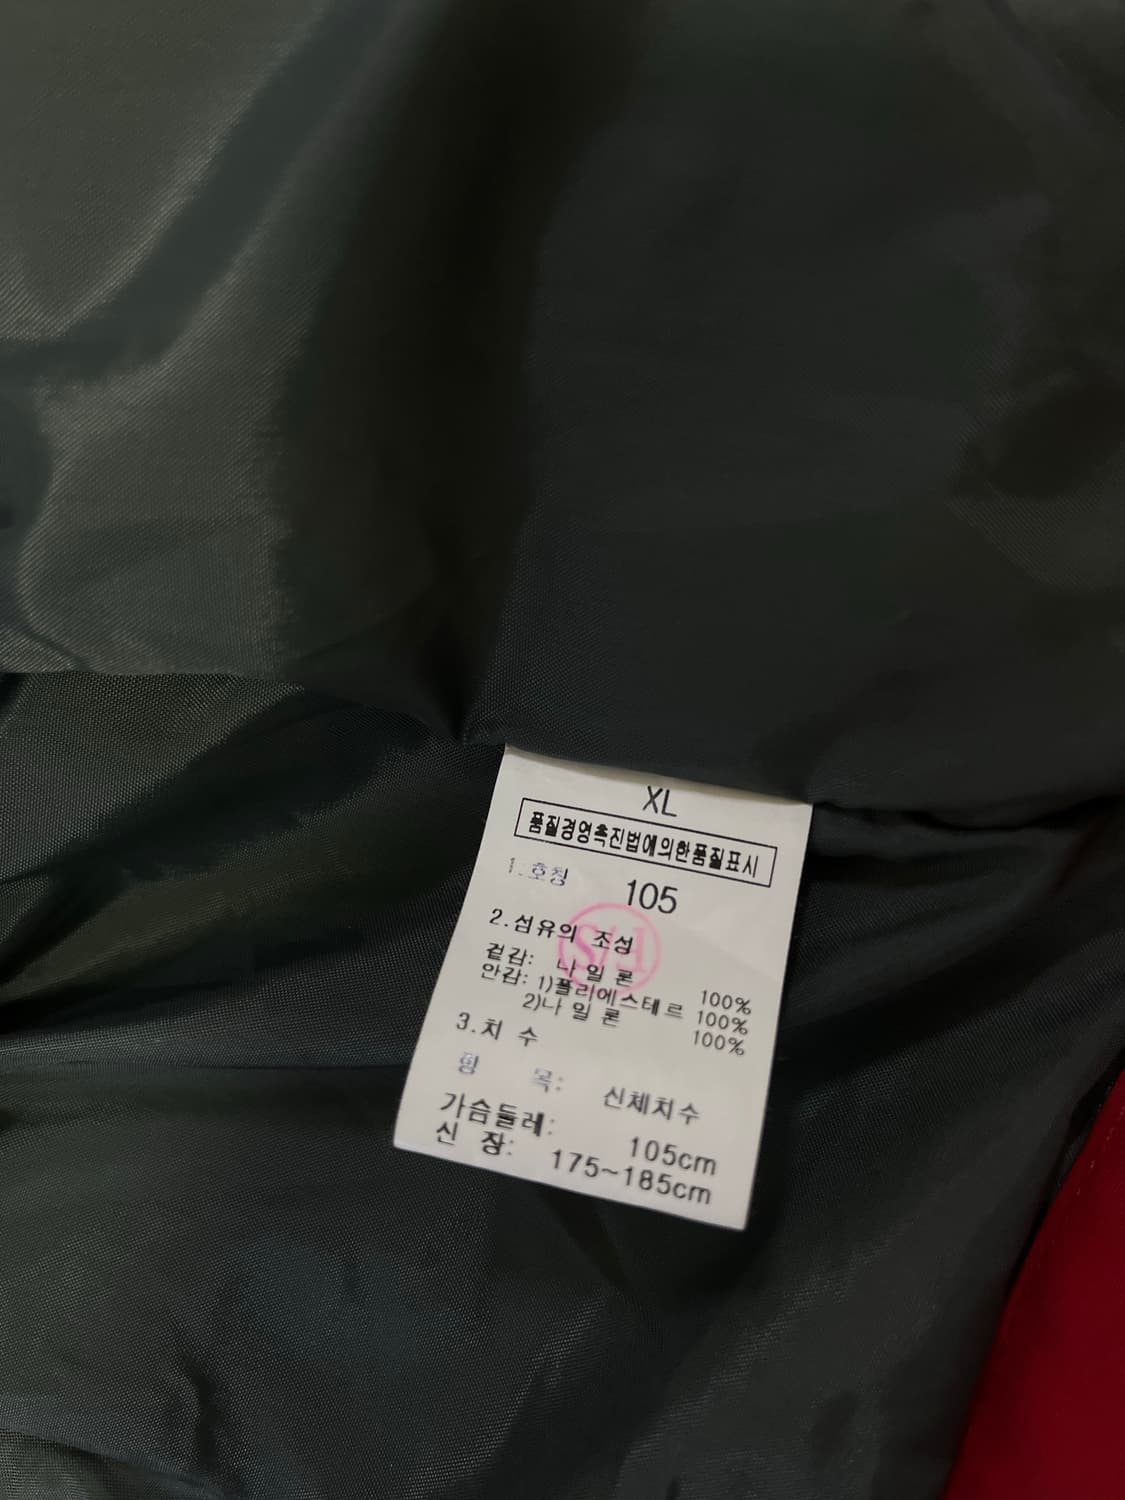 XL
품질경영촉진법에의한품질표시
1.호칭 105
2.섬유의 조성
겉감: 나 일 론 100%
안감: 1)폴리에스테르 100%
2)나 일 론 100%
3.치 수
항 목: 신체치수
가슴둘레: 105cm
신 장: 175~185cm